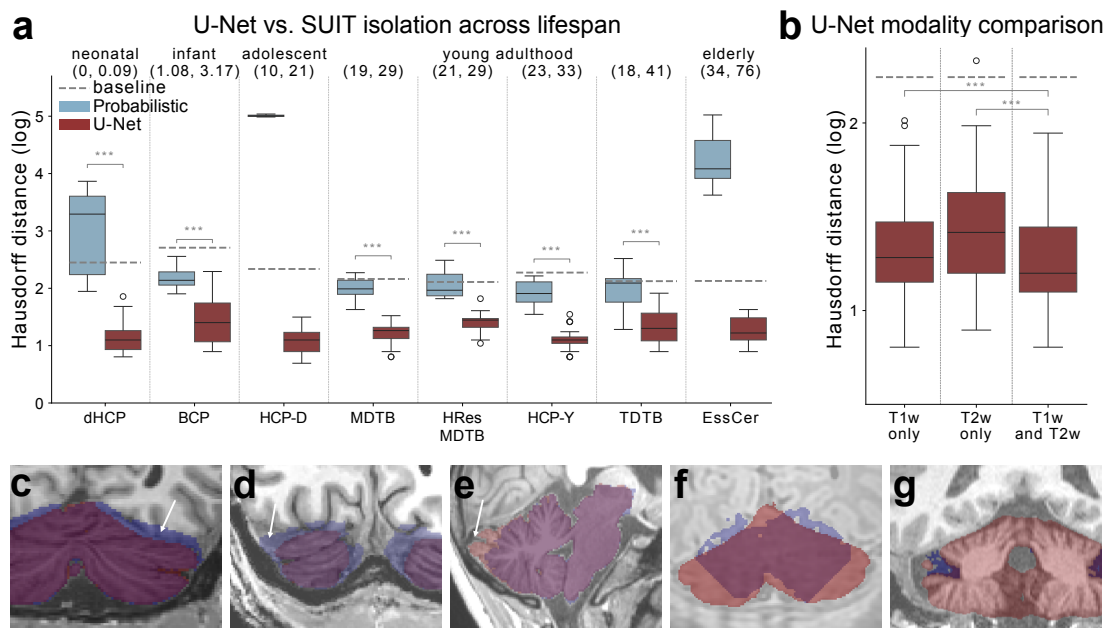 a U-Net vs. SUIT isolation across lifespan
neonatal infant adolescent young adulthood elderly
(0, 0.09) (1.08, 3.17) (10, 21) (19, 29) (21, 29) (23, 33) (18, 41) (34, 76)
baseline
Probabilistic
U-Net
Hausdorff distance (log)
5
4
3
2
1
0
*** *** *** *** *** ***
dHCP BCP HCP-D MDTB HRes HCP-Y TDTB EssCer
MDTB
b U-Net modality comparison
Hausdorff distance (log)
2
1
***
***
T1w T2w T1w
only only and T2w
c d e f g